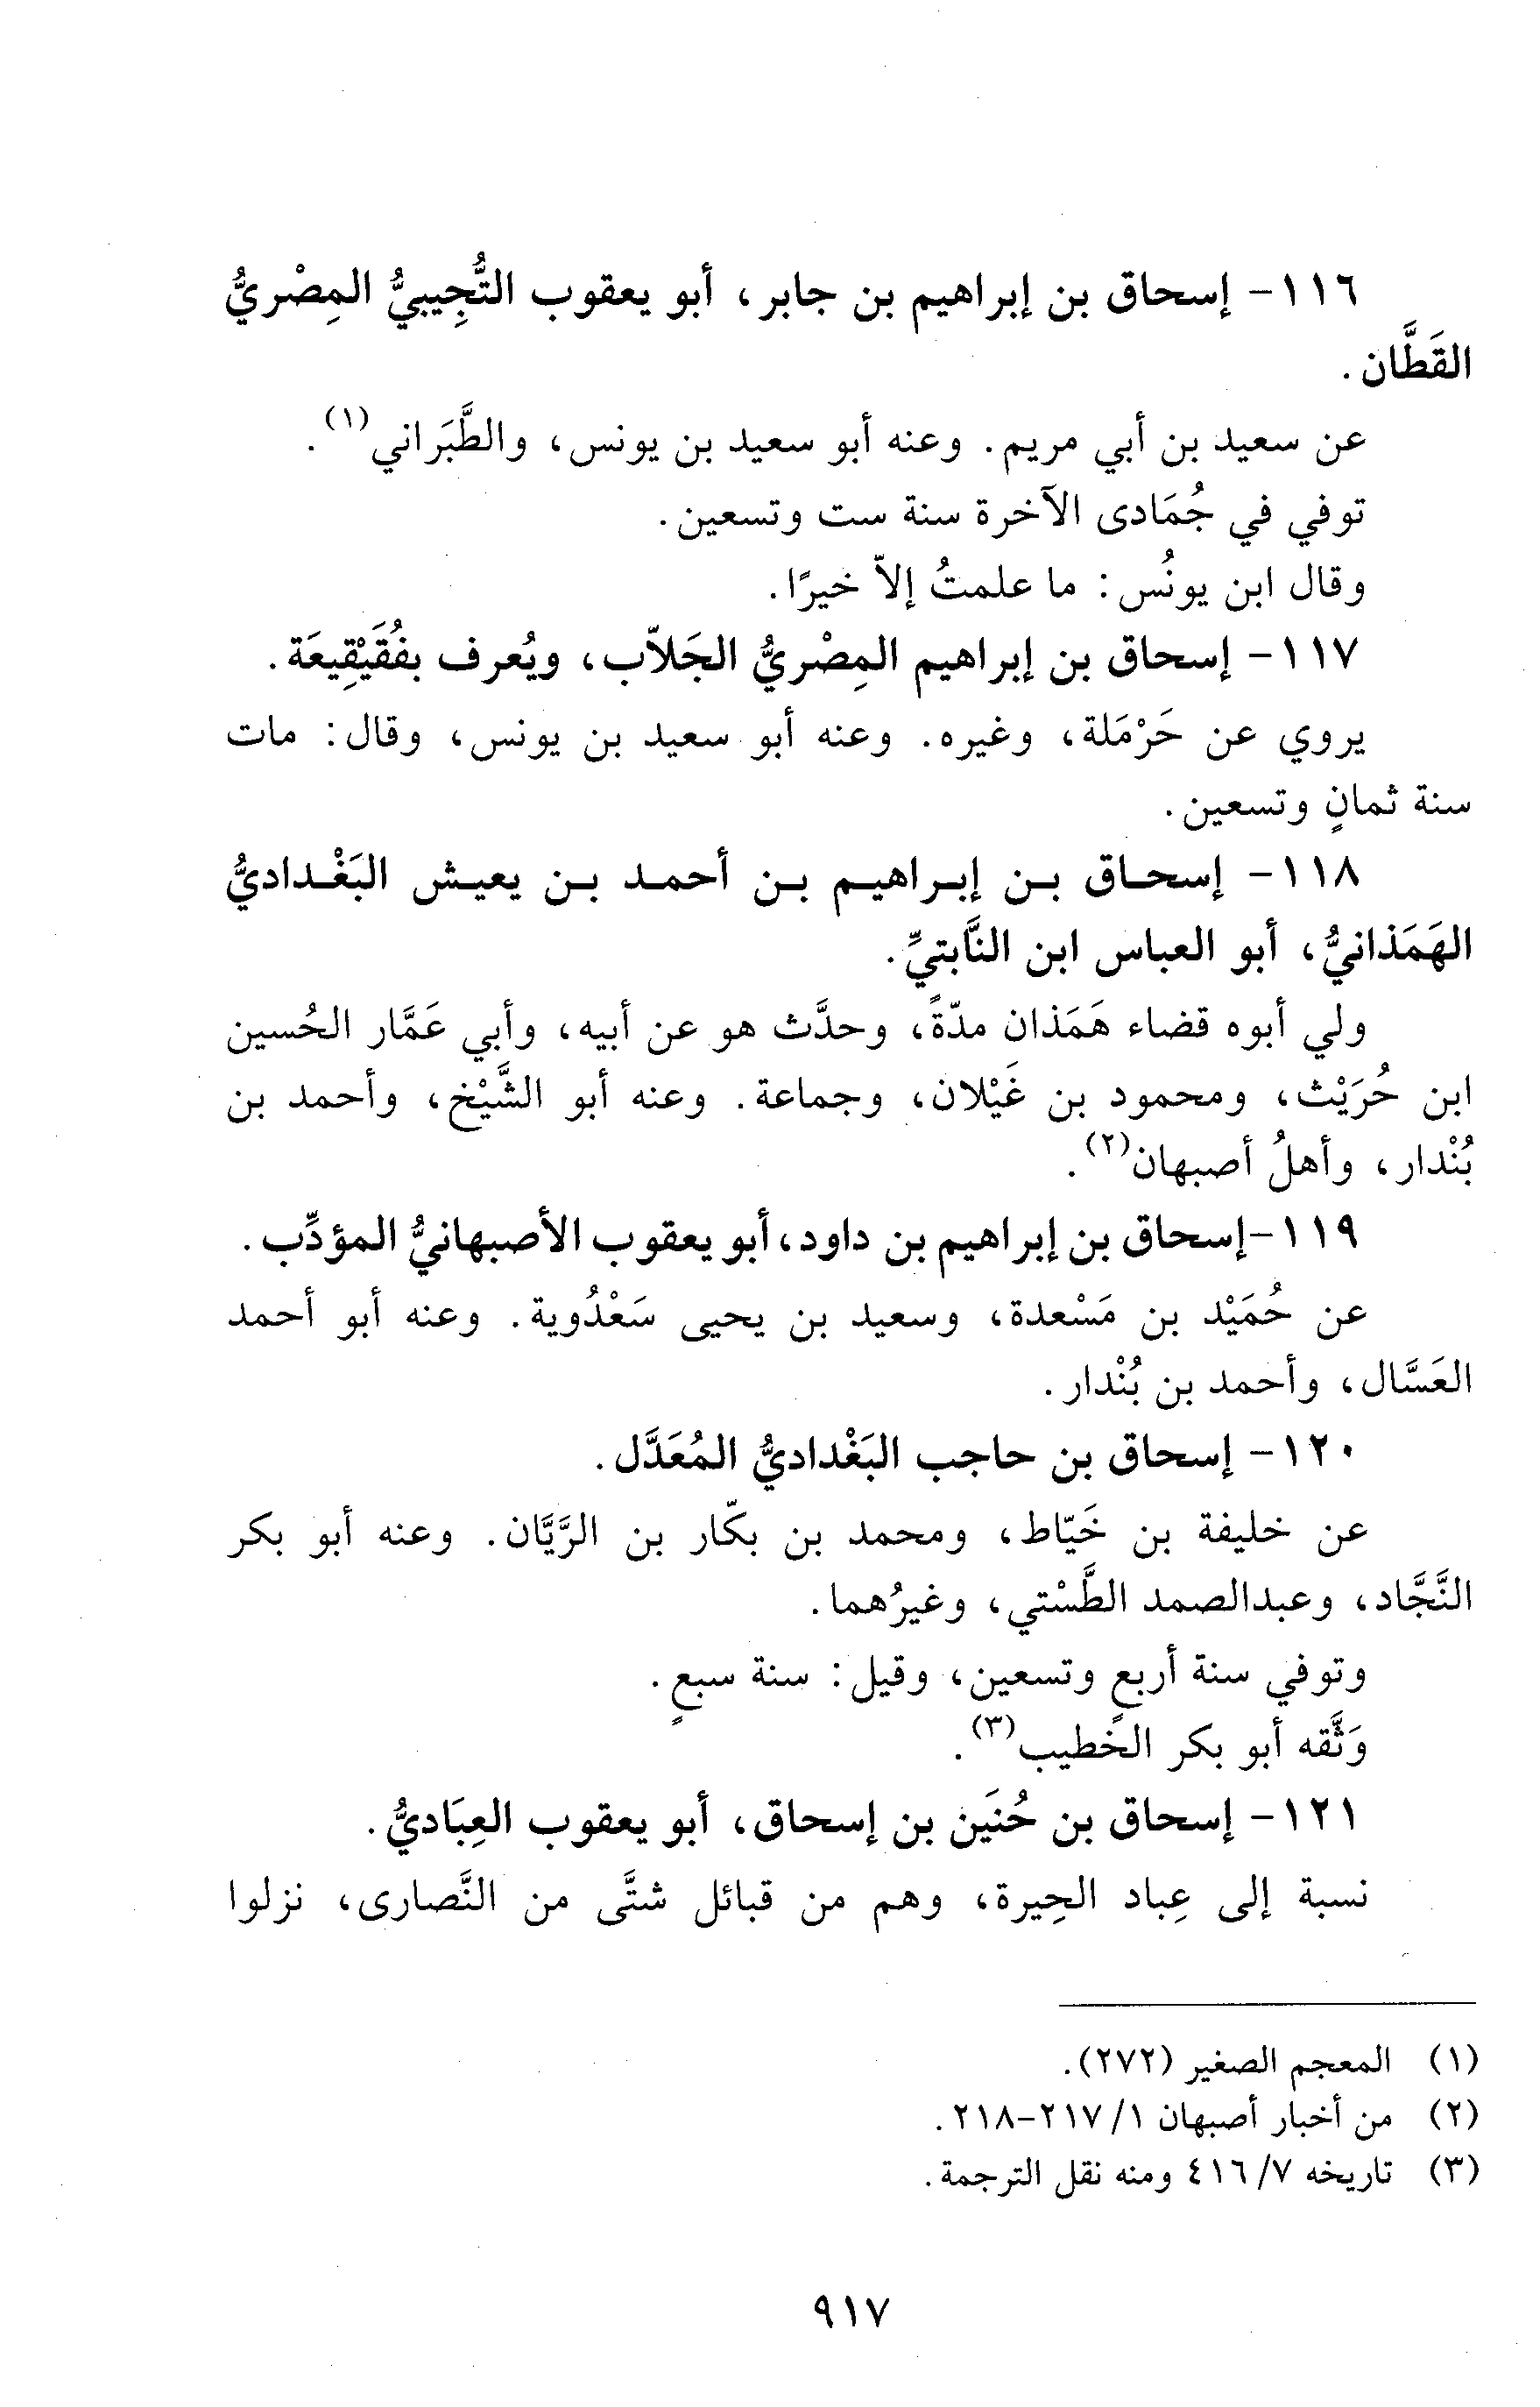 ١١٦ - إسحاق بن إبراهيم بن جابر، أبو يعقوب التُّجِيبيُّ المِصْريُّ
القَطَّان.
عن سعيد بن أبي مريم. وعنه أبو سعيد بن يونس، والطَّبَراني(١).
توفي في جُمَادى الآخرة سنة ست وتسعين.
وقال ابن يونُس: ما علمتُ إلاّ خيرًا.
١١٧ - إسحاق بن إبراهيم المِصْريُّ الجَلاّب، ويُعرف بفُقَيْقِيعَة.
يروي عن حَرْمَلة، وغيره. وعنه أبو سعيد بن يونس، وقال: مات
سنة ثمانٍ وتسعين.
١١٨ - إسحاق بن إبراهيم بن أحمد بن يعيش البَغْداديُّ
الهَمَذانيُّ، أبو العباس ابن النَّابتيِّ.
ولي أبوه قضاء هَمَذان مدّةً، وحدَّث هو عن أبيه، وأبي عَمَّار الحُسين
ابن حُرَيْث، ومحمود بن غَيْلان، وجماعة. وعنه أبو الشَّيْخ، وأحمد بن
بُنْدار، وأهلُ أصبهان(٢).
١١٩ -إسحاق بن إبراهيم بن داود، أبو يعقوب الأصبهانيُّ المؤدِّب.
عن حُمَيْد بن مَسْعدة، وسعيد بن يحيى سَعْدُوية. وعنه أبو أحمد
العَسَّال، وأحمد بن بُنْدار.
١٢٠ - إسحاق بن حاجب البَغْداديُّ المُعَدَّل.
عن خليفة بن خَيّاط، ومحمد بن بكّار بن الرَّيَّان. وعنه أبو بكر
النَّجَّاد، وعبدالصمد الطَّسْتي، وغيرُهما.
وتوفي سنة أربعٍ وتسعين، وقيل: سنة سبعٍ.
وَثَّقه أبو بكر الخطيب(٣).
١٢١ - إسحاق بن حُنَين بن إسحاق، أبو يعقوب العِبَاديُّ.
نسبة إلى عِباد الحِيرة، وهم من قبائل شتَّى من النَّصارى، نزلوا
(١) المعجم الصغير (٢٧٢).
(٢) من أخبار أصبهان ١/ ٢١٧-٢١٨.
(٣) تاريخه ٧/ ٤١٦ ومنه نقل الترجمة.
٩١٧